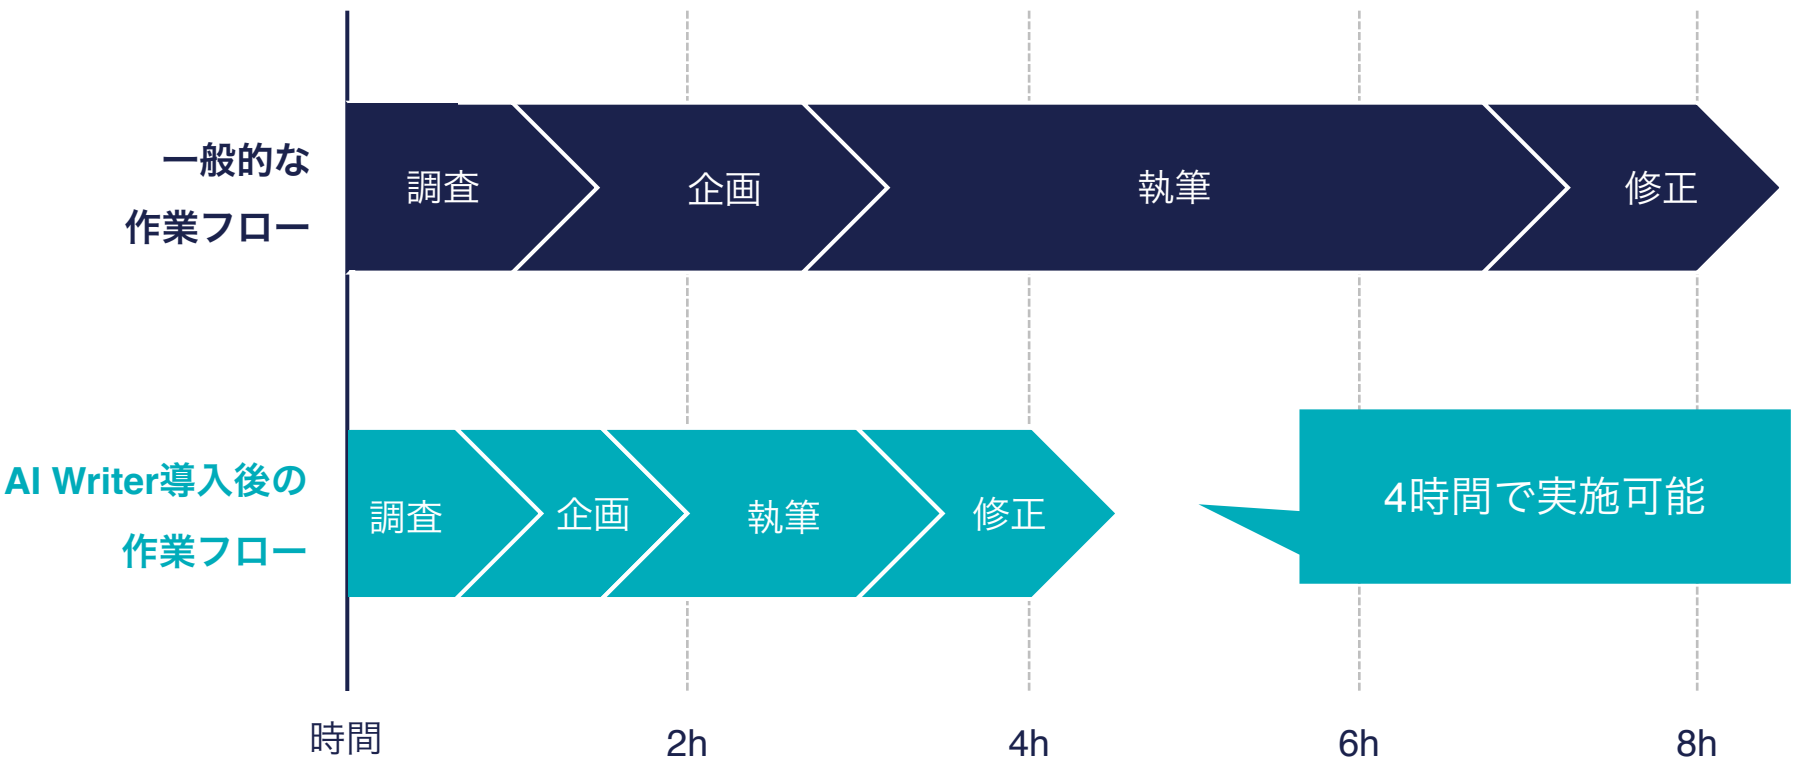 一般的な
作業フロー
調査
企画
執筆
修正
AI Writer導入後の
作業フロー
調査
企画
執筆
修正
4時間で実施可能
時間
2h
4h
6h
8h